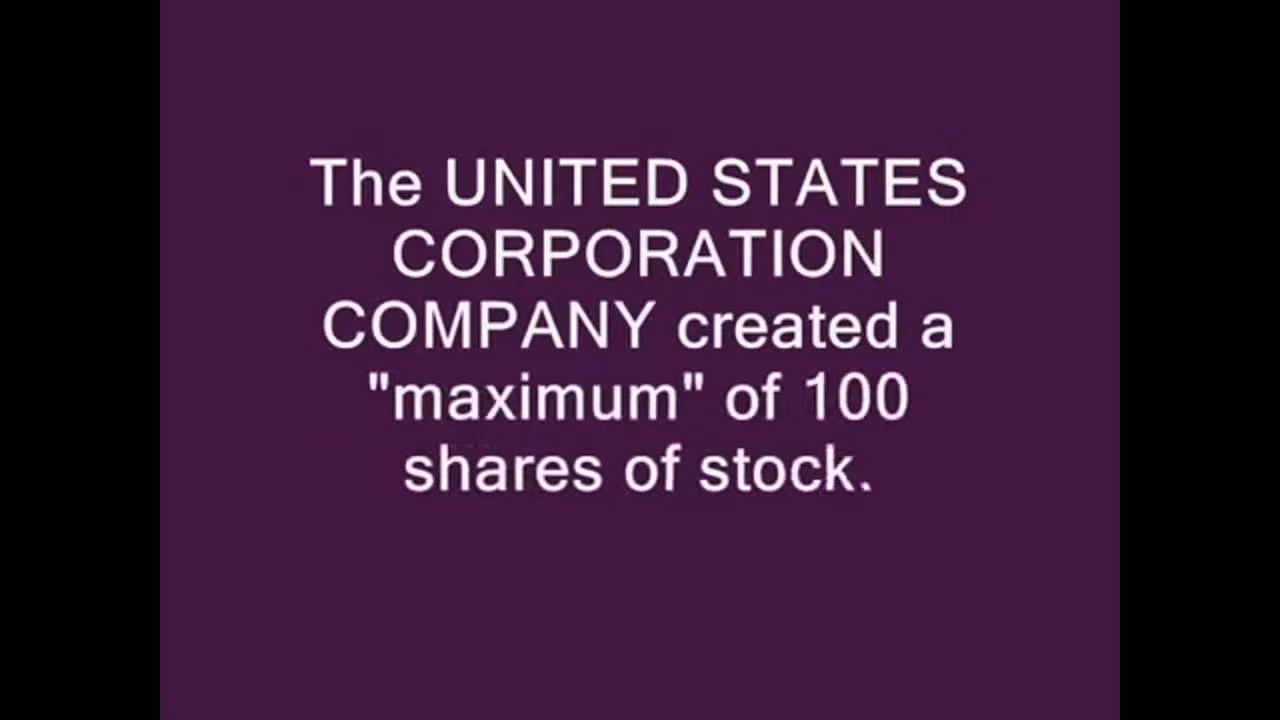 The UNITED STATES
CORPORATION
COMPANY created a
"maximum" of 100
shares of stock.